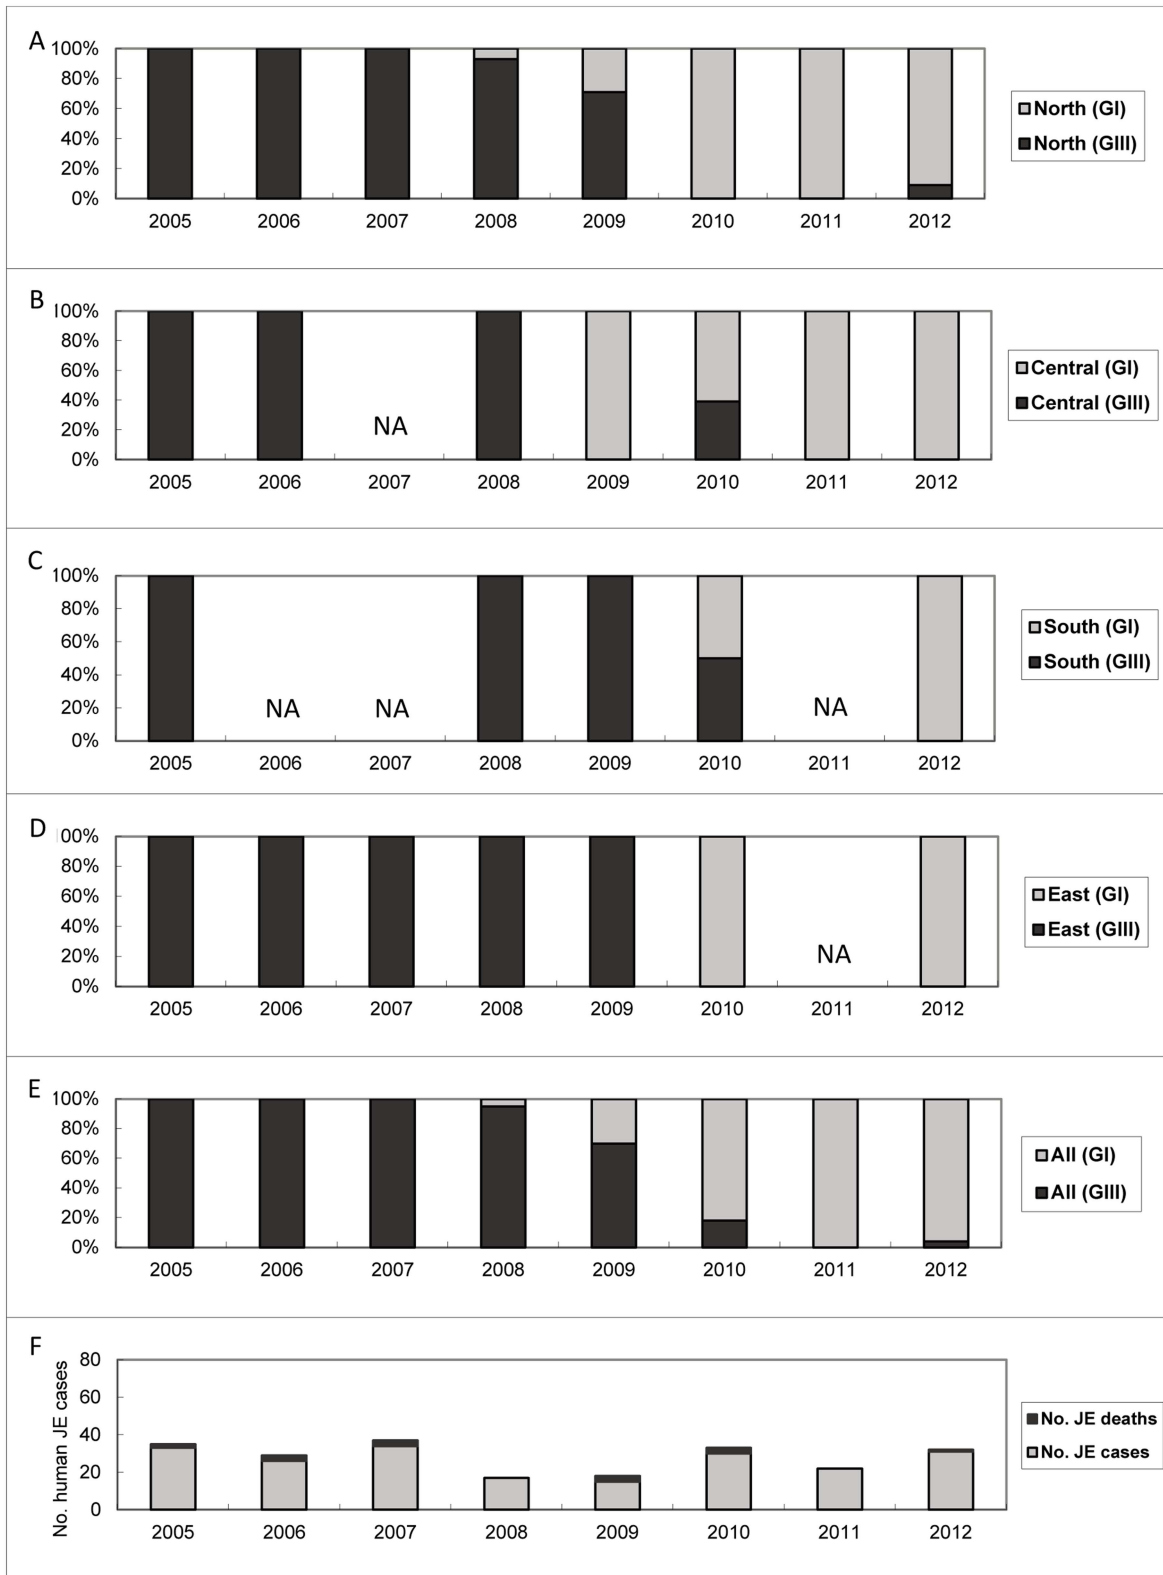 A
100%
80%
60%
40%
20%
0%
2005 2006 2007 2008 2009 2010 2011 2012
North (GI)
North (GIII)
B
100%
80%
60%
40%
20%
0%
NA
2005 2006 2007 2008 2009 2010 2011 2012
Central (GI)
Central (GIII)
C
100%
80%
60%
40%
20%
0%
NA NA NA
2005 2006 2007 2008 2009 2010 2011 2012
South (GI)
South (GIII)
D
00%
80%
60%
40%
20%
0%
NA
2005 2006 2007 2008 2009 2010 2011 2012
East (GI)
East (GIII)
E
100%
80%
60%
40%
20%
0%
2005 2006 2007 2008 2009 2010 2011 2012
All (GI)
All (GIII)
F
No. human JE cases
80
60
40
20
0
2005 2006 2007 2008 2009 2010 2011 2012
No. JE deaths
No. JE cases